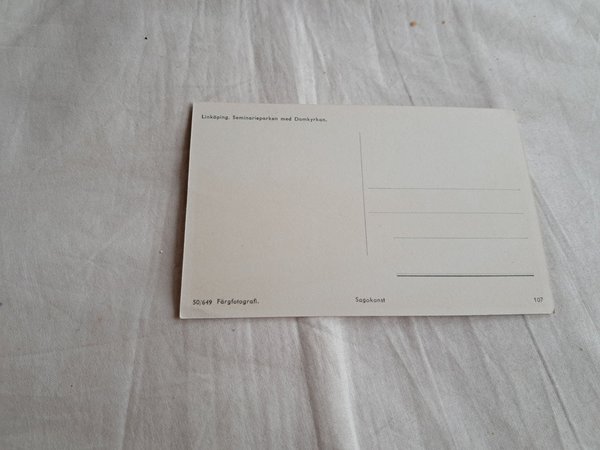 Linköping. Seminarieparken med Domkyrkan.
50/649 Färgfotografi.
Sagokonst
107